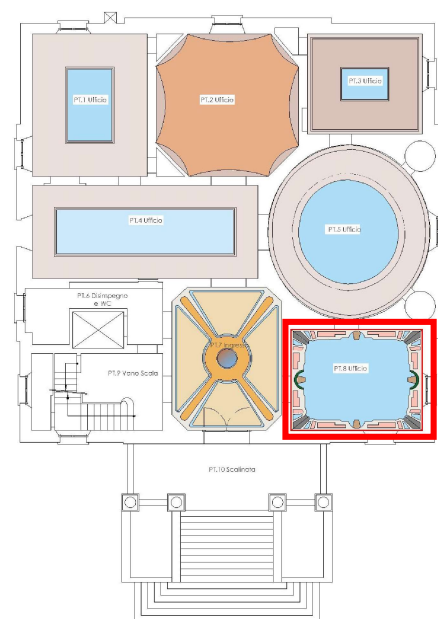 PT.1 Ufficio
PT.2 Ufficio
PT.3 Ufficio
PT.4 Ufficio
PT.5 Ufficio
PT.6 Disimpegno
e WC
PT.7 Ingresso
PT.8 Ufficio
PT.9 Vano Scala
PT.10 Scalinata